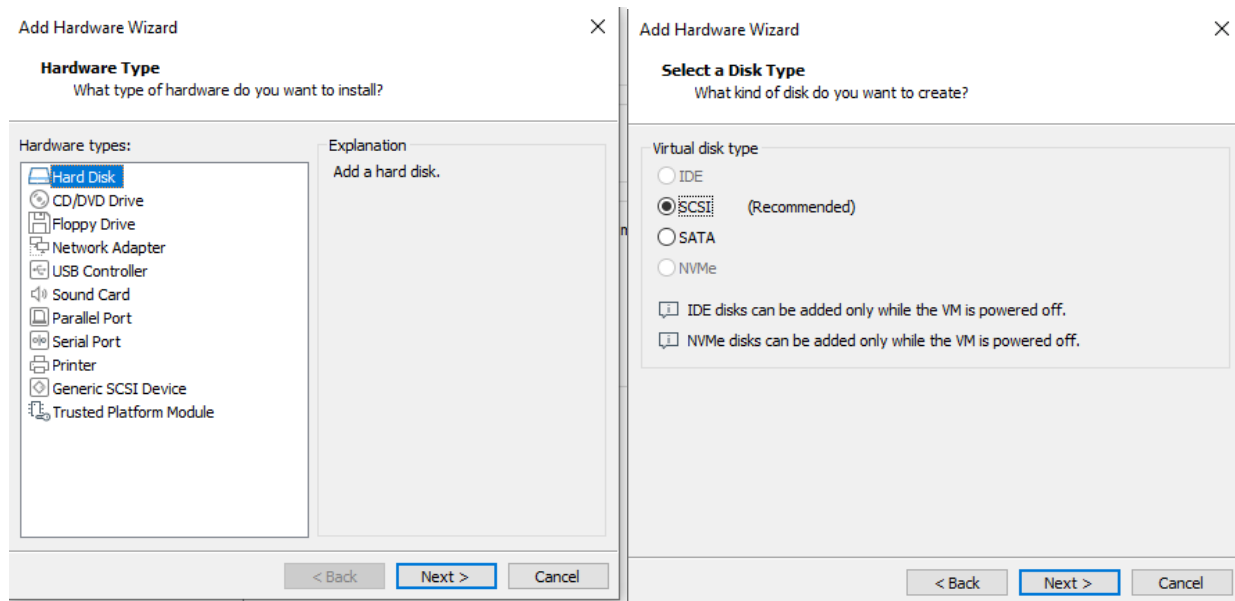 Add Hardware Wizard
Hardware Type
What type of hardware do you want to install?
Hardware types:
Hard Disk
CD/DVD Drive
Floppy Drive
Network Adapter
USB Controller
Sound Card
Parallel Port
Serial Port
Printer
Generic SCSI Device
Trusted Platform Module
Explanation
Add a hard disk.
< Back
Next >
Cancel
n
Add Hardware Wizard
Select a Disk Type
What kind of disk do you want to create?
Virtual disk type
IDE
SCSI (Recommended)
SATA
NVMe
IDE disks can be added only while the VM is powered off.
NVMe disks can be added only while the VM is powered off.
< Back
Next >
Cancel